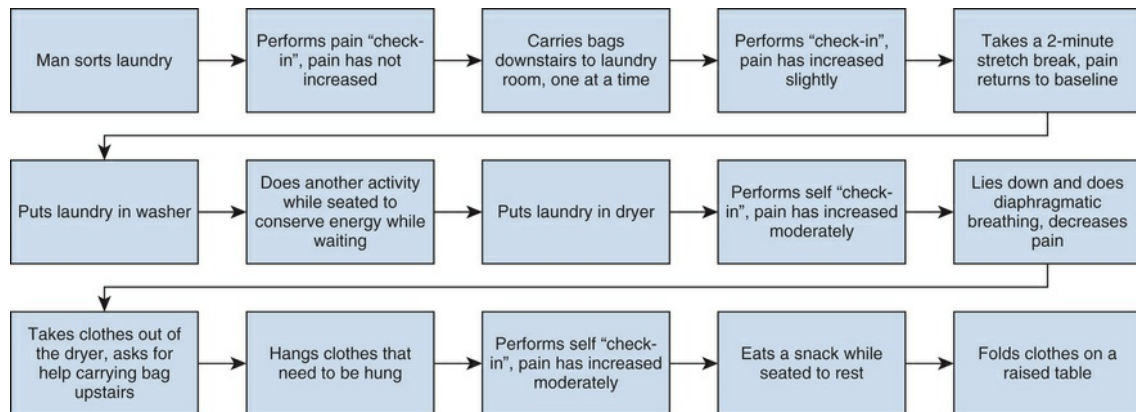 Man sorts laundry
Performs pain “check-
in”, pain has not
increased
Carries bags
downstairs to laundry
room, one at a time
Performs “check-in”,
pain has increased
slightly
Takes a 2-minute
stretch break, pain
returns to baseline
Puts laundry in washer
Does another activity
while seated to
conserve energy while
waiting
Puts laundry in dryer
Performs self “check-
in”, pain has increased
moderately
Lies down and does
diaphragmatic
breathing, decreases
pain
Takes clothes out of
the dryer, asks for
help carrying bag
upstairs
Hangs clothes that
need to be hung
Performs self “check-
in”, pain has increased
moderately
Eats a snack while
seated to rest
Folds clothes on a
raised table